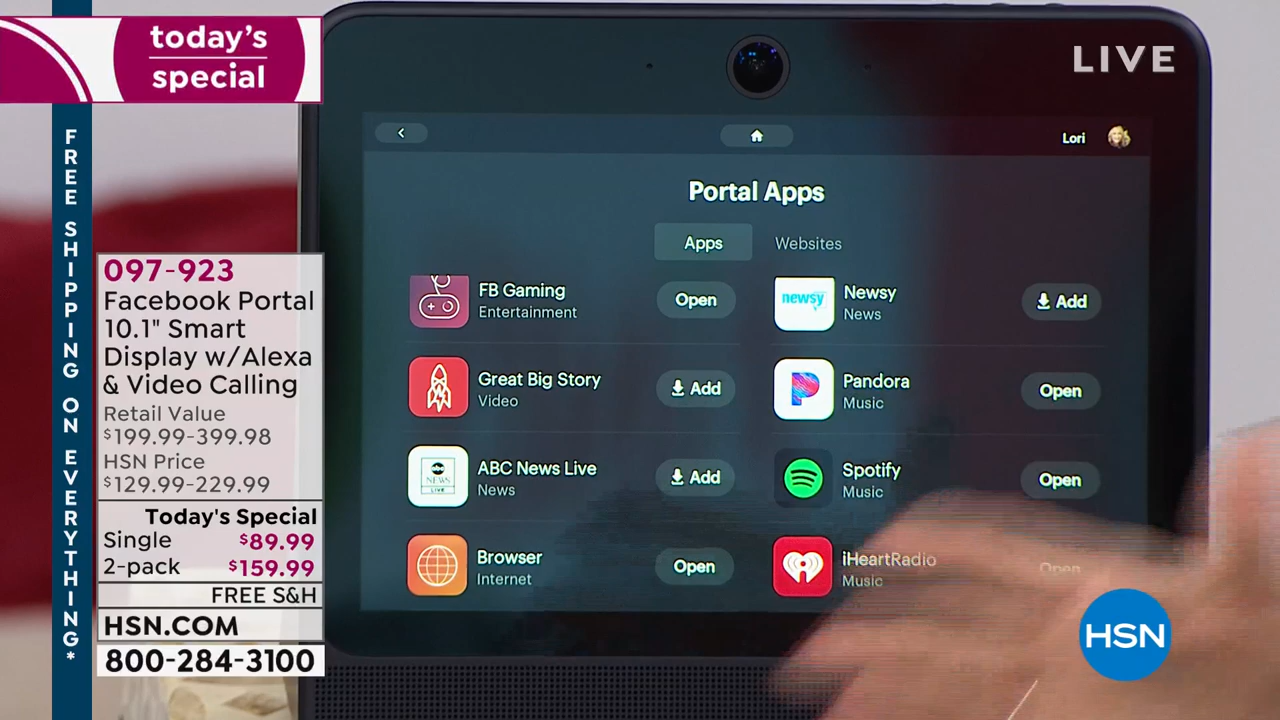 today's
special
LIVE
FREE SHIPPING ON EVERYTHING*
097-923
Facebook Portal
10.1" Smart
Display w/Alexa
& Video Calling
Retail Value
$199.99-399.98
HSN Price
$129.99-229.99
Today's Special
Single $89.99
2-pack $159.99
FREE S&H
HSN.COM
800-284-3100
Lori
Portal Apps
Apps Websites
FB Gaming
Entertainment
Open
Newsy
News
Add
newsy
Great Big Story
Video
Add
Pandora
Music
Open
ABC News Live
News
Add
abc
NEWS
LIVE
Spotify
Music
Open
Browser
Internet
Open
iHeartRadio
Music
Open
HSN